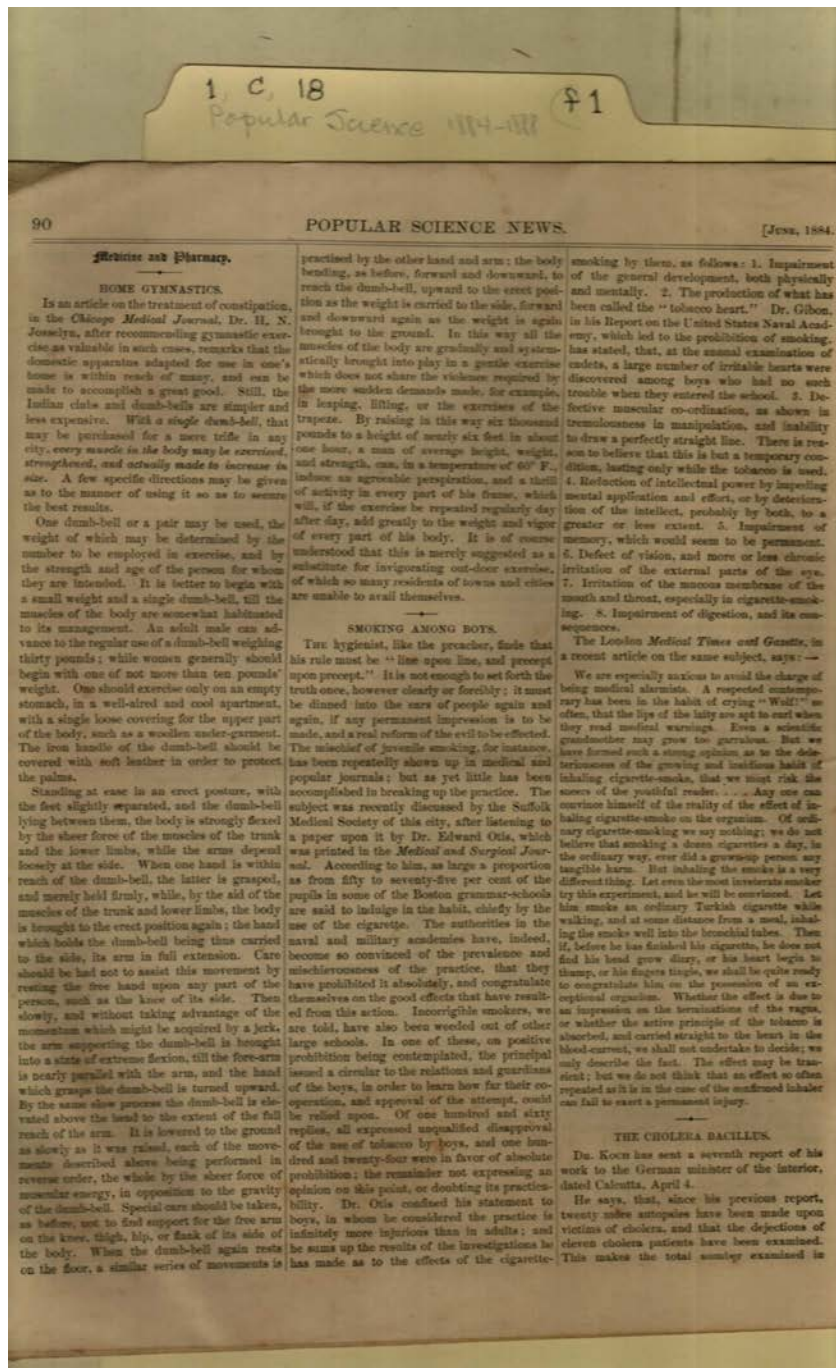 1, C, 18
f1
Popular Science 1884-1888
90
POPULAR SCIENCE NEWS.
[JUNE, 1884.
Medicine and Pharmacy.
HOME GYMNASTICS.
IN an article on the treatment of constipation,
in the Chicago Medical Journal, Dr. H. N.
Josselyn, after recommending gymnastic exer-
cise as valuable in such cases, remarks that the
domestic apparatus adapted for use in one's
home is within reach of many, and can be
made to accomplish a great good. Still, the
Indian clubs and dumb-bells are simpler and
less expensive. With a single dumb-bell, that
may be purchased for a mere trifle in any
city, every muscle in the body may be exercised,
strengthened, and actually made to increase in
size. A few specific directions may be given
as to the manner of using it so as to secure
the best results.
One dumb-bell or a pair may be used, the
weight of which may be determined by the
number to be employed in exercise, and by
the strength and age of the person for whom
they are intended. It is better to begin with
a small weight and a single dumb-bell, till the
muscles of the body are somewhat habituated
to its management. An adult male can ad-
vance to the regular use of a dumb-bell weighing
thirty pounds; while women generally should
begin with one of not more than ten pounds'
weight. One should exercise only on an empty
stomach, in a well-aired and cool apartment,
with a single loose covering for the upper part
of the body, such as a woollen under-garment.
The iron handle of the dumb-bell should be
covered with soft leather in order to protect
the palms.
Standing at ease in an erect posture, with
the feet slightly separated, and the dumb-bell
lying between them, the body is strongly flexed
by the sheer force of the muscles of the trunk
and the lower limbs, while the arms depend
loosely at the side. When one hand is within
reach of the dumb-bell, the latter is grasped,
and merely held firmly, while, by the aid of the
muscles of the trunk and lower limbs, the body
is brought to the erect position again; the hand
which holds the dumb-bell being thus carried
to the side, its arm in full extension. Care
should be had not to assist this movement by
resting the free hand upon any part of the
person, such as the knee of its side. Then
slowly, and without taking advantage of the
momentum which might be acquired by a jerk,
the arm supporting the dumb-bell is brought
into a state of extreme flexion, till the fore-arm
is nearly parallel with the arm, and the hand
which grasps the dumb-bell is turned upward.
By the same slow process the dumb-bell is ele-
vated above the head to the extent of the full
reach of the arm. It is lowered to the ground
as slowly as it was raised, each of the move-
ments described above being performed in
reverse order, the whole by the sheer force of
muscular energy, in opposition to the gravity
of the dumb-bell. Special care should be taken,
as before, not to find support for the free arm
on the knee, thigh, hip, or flank of its side of
the body. When the dumb-bell again rests
on the floor, a similar series of movements is
practised by the other hand and arm; the body
bending, as before, forward and downward, to
reach the dumb-bell, upward to the erect posi-
tion as the weight is carried to the side, forward
and downward again as the weight is again
brought to the ground. In this way all the
muscles of the body are gradually and system-
atically brought into play in a gentle exercise
which does not share the violence required by
the more sudden demands made, for example,
in leaping, lifting, or the exercises of the
trapeze. By raising in this way six thousand
pounds to a height of nearly six feet in about
one hour, a man of average height, weight,
and strength, can, in a temperature of 60° F.,
induce an agreeable perspiration, and a thrill
of activity in every part of his frame, which
will, if the exercise be repeated regularly day
after day, add greatly to the weight and vigor
of every part of his body. It is of course
understood that this is merely suggested as a
substitute for invigorating out-door exercise,
of which so many residents of towns and cities
are unable to avail themselves.
SMOKING AMONG BOYS.
THE hygienist, like the preacher, finds that
his rule must be "line upon line, and precept
upon precept." It is not enough to set forth the
truth once, however clearly or forcibly; it must
be dinned into the ears of people again and
again, if any permanent impression is to be
made, and a real reform of the evil to be effected.
The mischief of juvenile smoking, for instance,
has been repeatedly shown up in medical and
popular journals; but as yet little has been
accomplished in breaking up the practice. The
subject was recently discussed by the Suffolk
Medical Society of this city, after listening to
a paper upon it by Dr. Edward Otis, which
was printed in the Medical and Surgical Jour-
nal. According to him, as large a proportion
as from fifty to seventy-five per cent of the
pupils in some of the Boston grammar-schools
are said to indulge in the habit, chiefly by the
use of the cigarette. The authorities in the
naval and military academies have, indeed,
become so convinced of the prevalence and
mischievousness of the practice, that they
have prohibited it absolutely, and congratulate
themselves on the good effects that have result-
ed from this action. Incorrigible smokers, we
are told, have also been weeded out of other
large schools. In one of these, on positive
prohibition being contemplated, the principal
issued a circular to the relations and guardians
of the boys, in order to learn how far their co-
operation, and approval of the attempt, could
be relied upon. Of one hundred and sixty
replies, all expressed unqualified disapproval
of the use of tobacco by boys, and one hun-
dred and twenty-four were in favor of absolute
prohibition; the remainder not expressing an
opinion on this point, or doubting its practica-
bility. Dr. Otis confined his statement to
boys, in whom he considered the practice is
infinitely more injurious than in adults; and
he sums up the results of the investigations he
has made as to the effects of the cigarette-
smoking by them, as follows: 1. Impairment
of the general development, both physically
and mentally. 2. The production of what has
been called the "tobacco heart." Dr. Gibon,
in his Report on the United States Naval Acad-
emy, which led to the prohibition of smoking,
has stated, that, at the annual examination of
cadets, a large number of irritable hearts were
discovered among boys who had no such
trouble when they entered the school. 3. De-
fective muscular co-ordination, as shown in
tremulousness in manipulation, and inability
to draw a perfectly straight line. There is rea-
son to believe that this is but a temporary con-
dition, lasting only while the tobacco is used.
4. Reduction of intellectual power by impeding
mental application and effort, or by deteriora-
tion of the intellect, probably by both, to a
greater or less extent. 5. Impairment of
memory, which would seem to be permanent.
6. Defect of vision, and more or less chronic
irritation of the external parts of the eye.
7. Irritation of the mucous membrane of the
mouth and throat, especially in cigarette-smok-
ing. 8. Impairment of digestion, and its con-
sequences.
The London Medical Times and Gazette, in
a recent article on the same subject, says: —
We are especially anxious to avoid the charge of
being medical alarmists. A respected contempo-
rary has been in the habit of crying "Wolf!" so
often, that the lips of the laity are apt to curl when
they read medical warnings. Even a scientific
grandmother may grow too garrulous. But we
have formed such a strong opinion as to the dele-
teriousness of the growing and insidious habit of
inhaling cigarette-smoke, that we must risk the
sneers of the youthful reader. . . . Any one can
convince himself of the reality of the effect of in-
haling cigarette-smoke on the organism. Of ordi-
nary cigarette-smoking we say nothing; we do not
believe that smoking a dozen cigarettes a day, in
the ordinary way, ever did a grown-up person any
tangible harm. But inhaling the smoke is a very
different thing. Let even the most inveterate smoker
try this experiment, and he will be convinced. Let
him smoke an ordinary Turkish cigarette while
walking, and at some distance from a meal, inhal-
ing the smoke well into the bronchial tubes. Then
if, before he has finished his cigarette, he does not
find his head grow dizzy, or his heart begin to
thump, or his fingers tingle, we shall be quite ready
to congratulate him on the possession of an ex-
ceptional organism. Whether the effect is due to
an impression on the terminations of the vagus,
or whether the active principle of the tobacco is
absorbed, and carried straight to the heart in the
blood-current, we shall not undertake to decide; we
only describe the fact. The effect may be tran-
sient; but we do not think that an effect so often
repeated as it is in the case of the confirmed inhaler
can fail to exert a permanent injury.
THE CHOLERA BACILLUS.
DR. KOCH has sent a seventh report of his
work to the German minister of the interior,
dated Calcutta, April 4.
He says, that, since his previous report,
twenty more autopsies have been made upon
victims of cholera, and that the dejections of
eleven cholera patients have been examined.
This makes the total number examined in